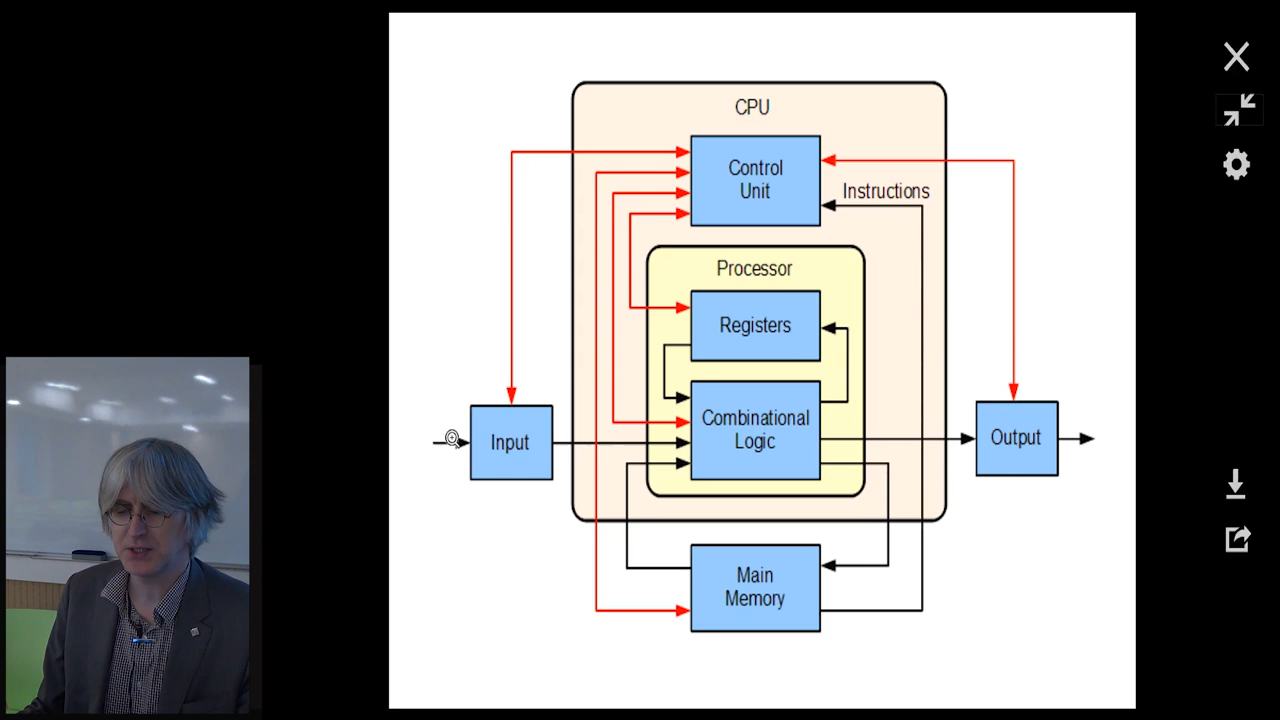 CPU
Control
Unit
Instructions
Processor
Registers
Combinational
Logic
Input
Output
Main
Memory